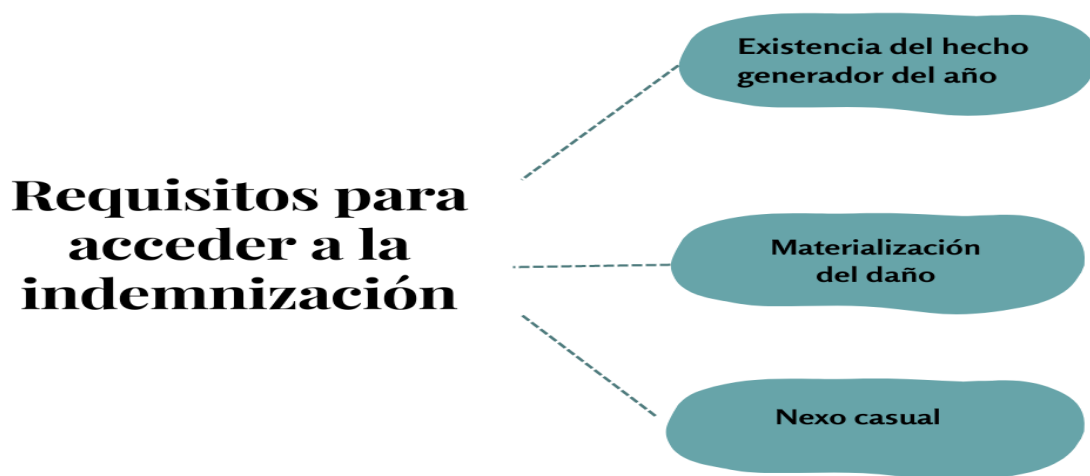 Requisitos para
acceder a la
indemnización
Existencia del hecho
generador del año
Materialización
del daño
Nexo casual